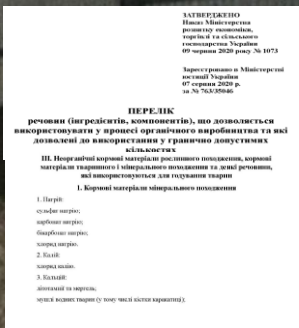 ЗАТВЕРДЖЕНО
Наказ Міністерства
розвитку економіки,
торгівлі та сільського
господарства України
09 червня 2020 року № 1073
Зареєстровано в Міністерстві
юстиції України
07 серпня 2020 р.
за № 763/35046
ПЕРЕЛІК
речовин (інгредієнтів, компонентів), що дозволяється
використовувати у процесі органічного виробництва та які
дозволені до використання у гранично допустимих
кількостях
III. Неорганічні кормові матеріали рослинного походження, кормові
матеріали тваринного і мінерального походження та деякі речовини,
які використовуються для годування тварин
1. Кормові матеріали мінерального походження
1. Натрій:
сульфат натрію;
карбонат натрію;
бікарбонат натрію;
хлорид натрію.
2. Калій:
хлорид калію.
3. Кальцій:
літотамній та мергель;
мушлі водних тварин (у тому числі кістки каракатиці);